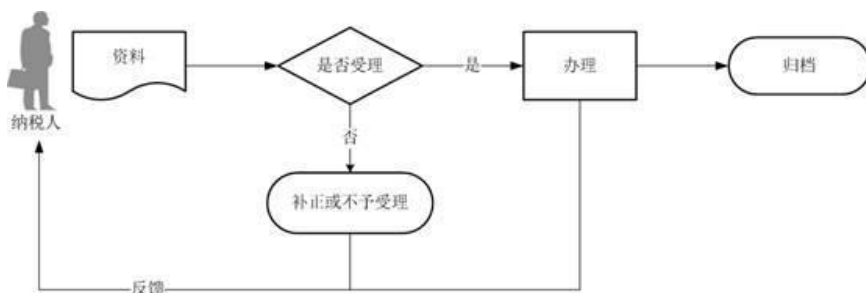 资料
是否受理
是
办理
归档
纳税人
否
补正或不予受理
反馈